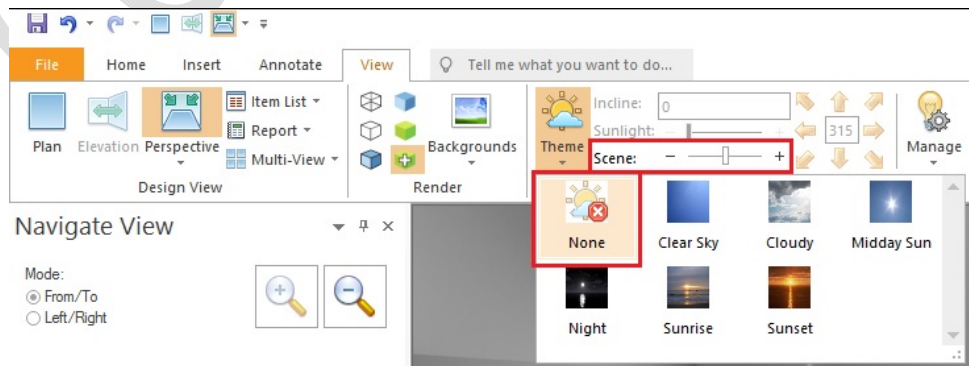 File Home Insert Annotate View Tell me what you want to do...
Plan Elevation Perspective
Item List
Report
Multi-View
Design View
Backgrounds
Render
Theme
Incline: 0
Sunlight: - +
Scene: - +
315
Manage
None Clear Sky Cloudy Midday Sun
Night Sunrise Sunset
Navigate View
Mode:
From/To
Left/Right